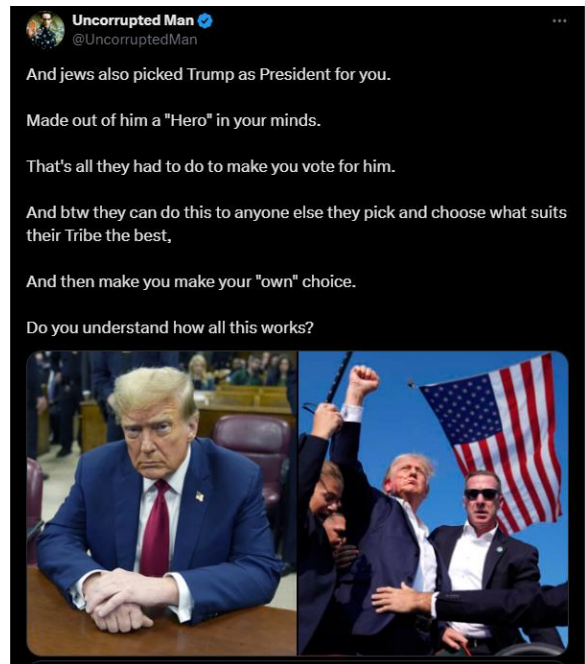 Uncorrupted Man
@UncorruptedMan
And jews also picked Trump as President for you.
Made out of him a "Hero" in your minds.
That's all they had to do to make you vote for him.
And btw they can do this to anyone else they pick and choose what suits
their Tribe the best,
And then make you make your "own" choice.
Do you understand how all this works?